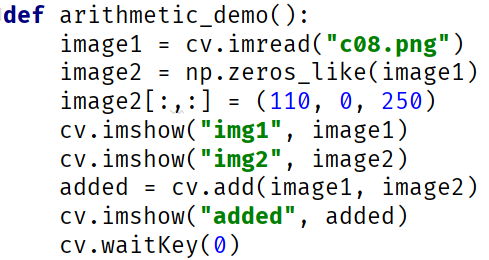 def arithmetic_demo():
    image1 = cv.imread("c08.png")
    image2 = np.zeros_like(image1)
    image2[:,:] = (110, 0, 250)
    cv.imshow("img1", image1)
    cv.imshow("img2", image2)
    added = cv.add(image1, image2)
    cv.imshow("added", added)
    cv.waitKey(0)